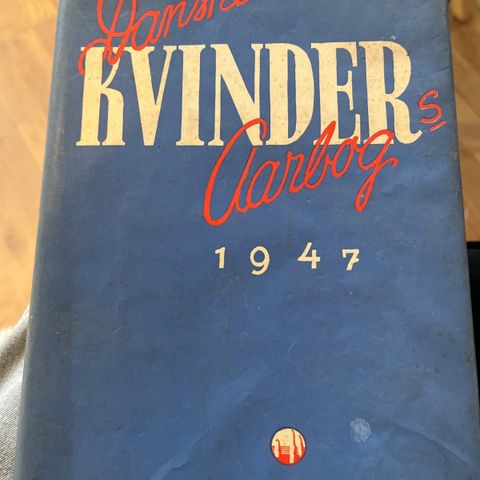 Danske
KVINDERs
Aarbog
1947